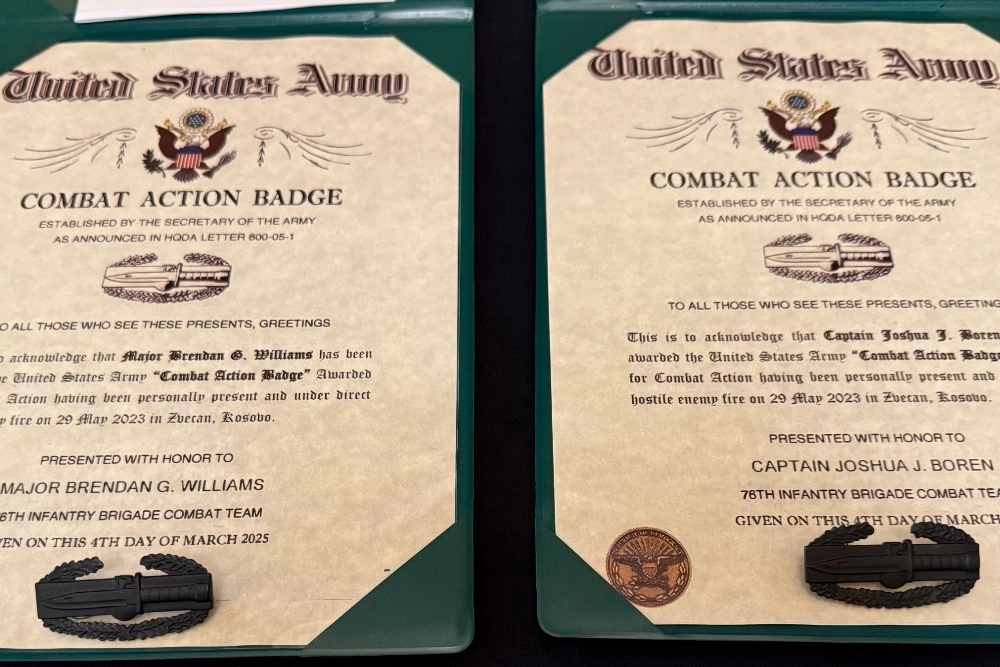 United States Army
COMBAT ACTION BADGE
ESTABLISHED BY THE SECRETARY OF THE ARMY
AS ANNOUNCED IN HQDA LETTER 600-05-1
O ALL THOSE WHO SEE THESE PRESENTS, GREETINGS
o acknowledge that Major Brendan G. Williams has been
e United States Army “Combat Action Badge” Awarded
Action having been personally present and under direct
y fire on 29 May 2023 in Zvecan, Kosovo.
PRESENTED WITH HONOR TO
MAJOR BRENDAN G. WILLIAMS
6TH INFANTRY BRIGADE COMBAT TEAM
EN ON THIS 4TH DAY OF MARCH 2025
United States Army
COMBAT ACTION BADGE
ESTABLISHED BY THE SECRETARY OF THE ARMY
AS ANNOUNCED IN HQDA LETTER 600-05-1
TO ALL THOSE WHO SEE THESE PRESENTS, GREETING
This is to acknowledge that Captain Joshua J. Boren
awarded the United States Army “Combat Action Badge
for Combat Action having been personally present and
hostile enemy fire on 29 May 2023 in Zvecan, Kosovo.
PRESENTED WITH HONOR TO
CAPTAIN JOSHUA J. BOREN
76TH INFANTRY BRIGADE COMBAT TEA
GIVEN ON THIS 4TH DAY OF MARCH